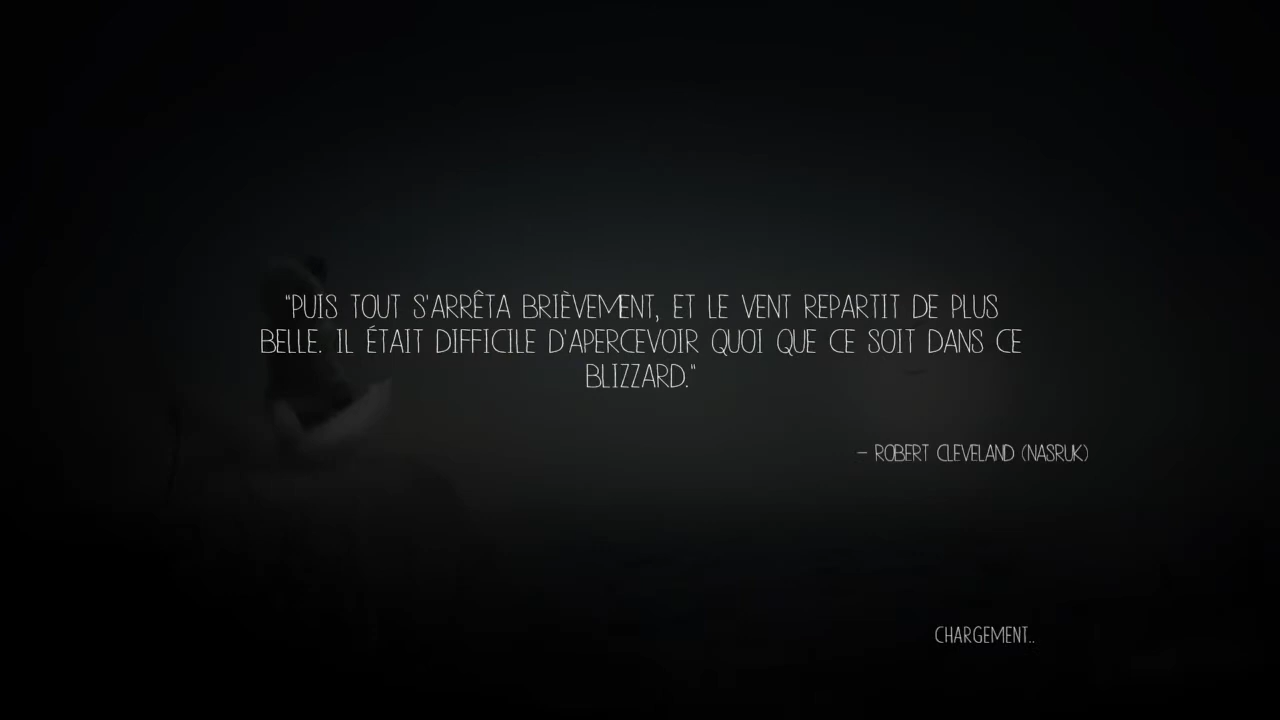 "PUIS TOUT S'ARRÊTA BRIÈVEMENT, ET LE VENT REPARTIT DE PLUS
BELLE. IL ÉTAIT DIFFICILE D'APERCEVOIR QUOI QUE CE SOIT DANS CE
BLIZZARD."
– ROBERT CLEVELAND (NASRUK)
CHARGEMENT..